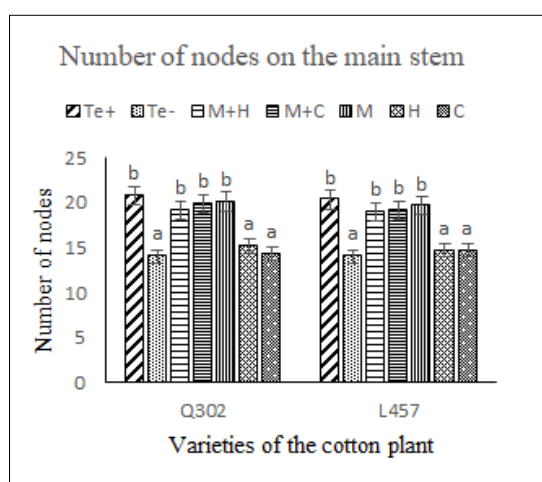 Number of nodes on the main stem
Te+ Te- M+H M+C M H C
25
20
15
10
5
0
b a b b b a a b a b b b a a
Number of nodes
Q302 L457
Varieties of the cotton plant